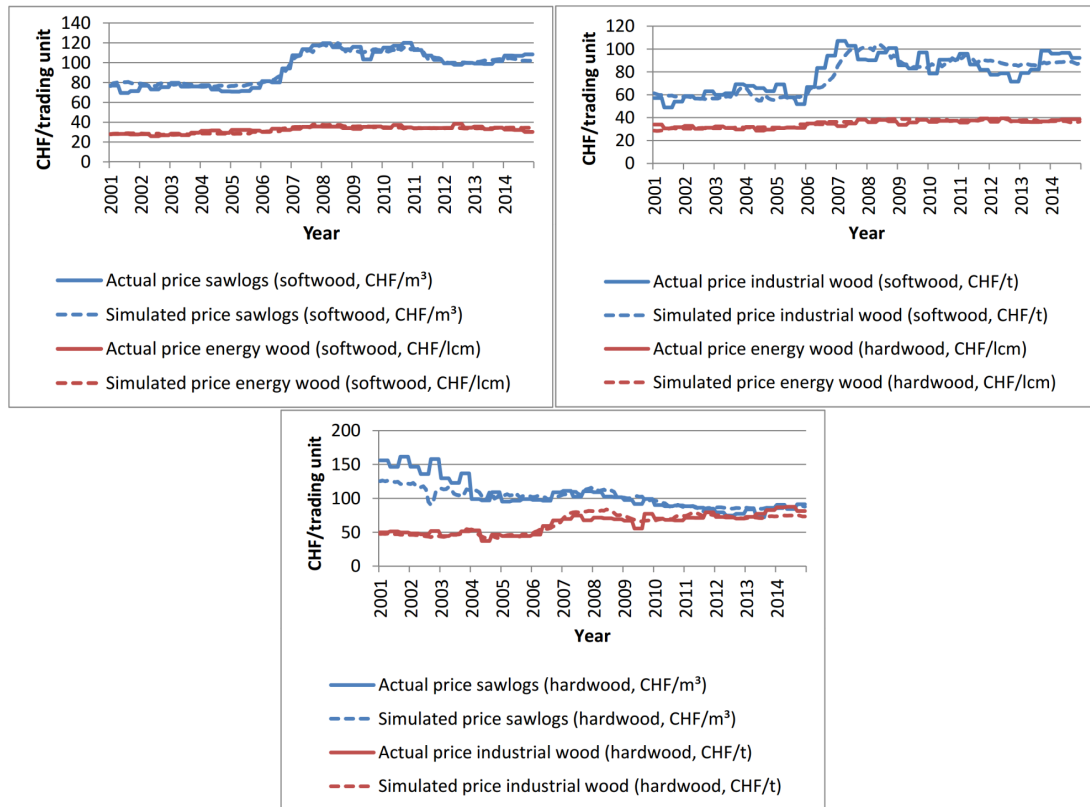 CHF/trading unit
140
120
100
80
60
40
20
0
2001 2002 2003 2004 2005 2006 2007 2008 2009 2010 2011 2012 2013 2014
Year
Actual price sawlogs (softwood, CHF/m³)
Simulated price sawlogs (softwood, CHF/m³)
Actual price energy wood (softwood, CHF/lcm)
Simulated price energy wood (softwood, CHF/lcm)
CHF/trading unit
120
100
80
60
40
20
0
2001 2002 2003 2004 2005 2006 2007 2008 2009 2010 2011 2012 2013 2014
Year
Actual price industrial wood (softwood, CHF/t)
Simulated price industrial wood (softwood, CHF/t)
Actual price energy wood (hardwood, CHF/lcm)
Simulated price energy wood (hardwood, CHF/lcm)
CHF/trading unit
200
150
100
50
0
2001 2002 2003 2004 2005 2006 2007 2008 2009 2010 2011 2012 2013 2014
Year
Actual price sawlogs (hardwood, CHF/m³)
Simulated price sawlogs (hardwood, CHF/m³)
Actual price industrial wood (hardwood, CHF/t)
Simulated price industrial wood (hardwood, CHF/t)